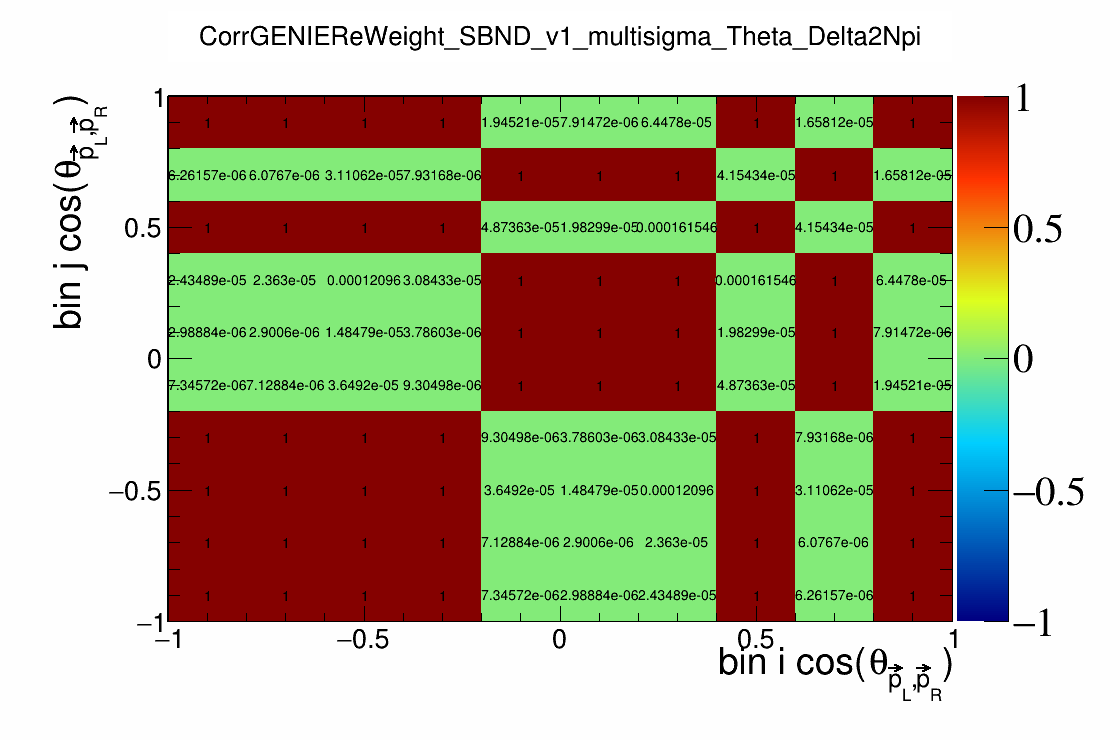 CorrGENIEReWeight_SBND_v1_multisigma_Theta_Delta2Npi
bin j cos(θ p⃗L,p⃗R)
1
1 1 1 1 1.94521e-05 7.91472e-06 6.4478e-05 1 1.65812e-05 1
6.26157e-06 6.0767e-06 3.11062e-05 7.93168e-06 1 1 1 4.15434e-05 1 1.65812e-05
0.5
1 1 1 1 4.87363e-05 1.98299e-05 0.000161546 1 4.15434e-05 1
2.43489e-05 2.363e-05 0.00012096 3.08433e-05 1 1 1 0.000161546 1 6.4478e-05
2.98884e-06 2.9006e-06 1.48479e-05 3.78603e-06 1 1 1 1.98299e-05 1 7.91472e-06
0
7.34572e-06 7.12884e-06 3.6492e-05 9.30498e-06 1 1 1 4.87363e-05 1 1.94521e-05
1 1 1 1 9.30498e-06 3.78603e-06 3.08433e-05 1 7.93168e-06 1
−0.5
1 1 1 1 3.6492e-05 1.48479e-05 0.00012096 1 3.11062e-05 1
1 1 1 1 7.12884e-06 2.9006e-06 2.363e-05 1 6.0767e-06 1
1 1 1 1 7.34572e-06 2.98884e-06 2.43489e-05 1 6.26157e-06 1
−1
−1 −0.5 0 0.5 1
bin i cos(θ p⃗L,p⃗R)
1
0.5
0
−0.5
−1